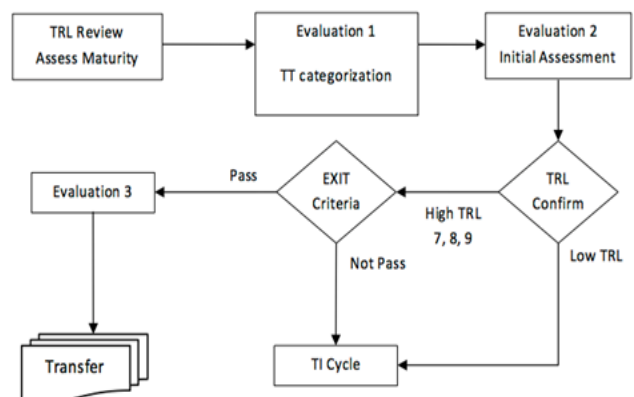 TRL Review
Assess Maturity
Evaluation 1
TT categorization
Evaluation 2
Initial Assessment
Evaluation 3
Pass
EXIT
Criteria
High TRL
7, 8, 9
TRL
Confirm
Not Pass
Low TRL
Transfer
TI Cycle